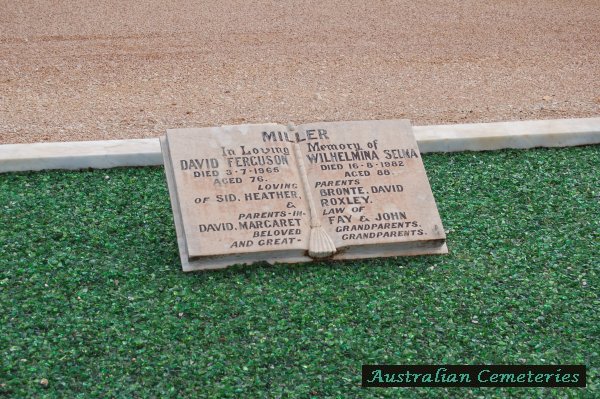 MILLER
In Loving Memory of
DAVID FERGUSON WILHELMINA SELMA
DIED 3-7-1966 DIED 16-8-1982
AGED 76. AGED 88.
LOVING PARENTS
OF SID, HEATHER, BRONTE, DAVID
& ROXLEY.
PARENTS-IN- LAW OF
DAVID, MARGARET FAY & JOHN
BELOVED GRANDPARENTS,
AND GREAT- GRANDPARENTS.
Australian Cemeteries